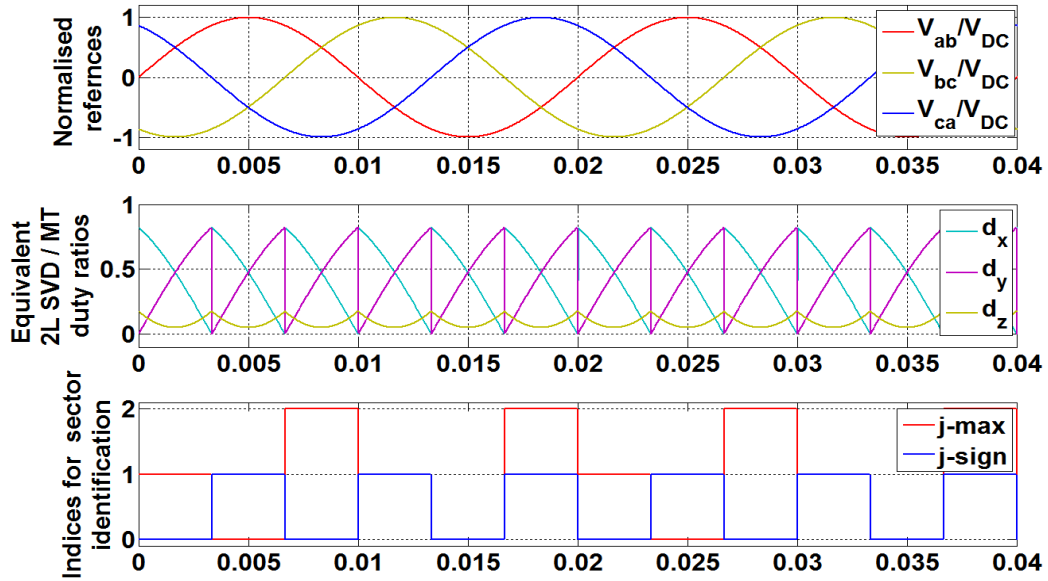 Normalised
refernces
1
0
-1
V_ab/V_DC
V_bc/V_DC
V_ca/V_DC
0 0.005 0.01 0.015 0.02 0.025 0.03 0.035 0.04
Equivalent
2L SVD / MT
duty ratios
1
0.5
0
d_x
d_y
d_z
0 0.005 0.01 0.015 0.02 0.025 0.03 0.035 0.04
Indices for sector
identification
2
1
0
j-max
j-sign
0 0.005 0.01 0.015 0.02 0.025 0.03 0.035 0.04